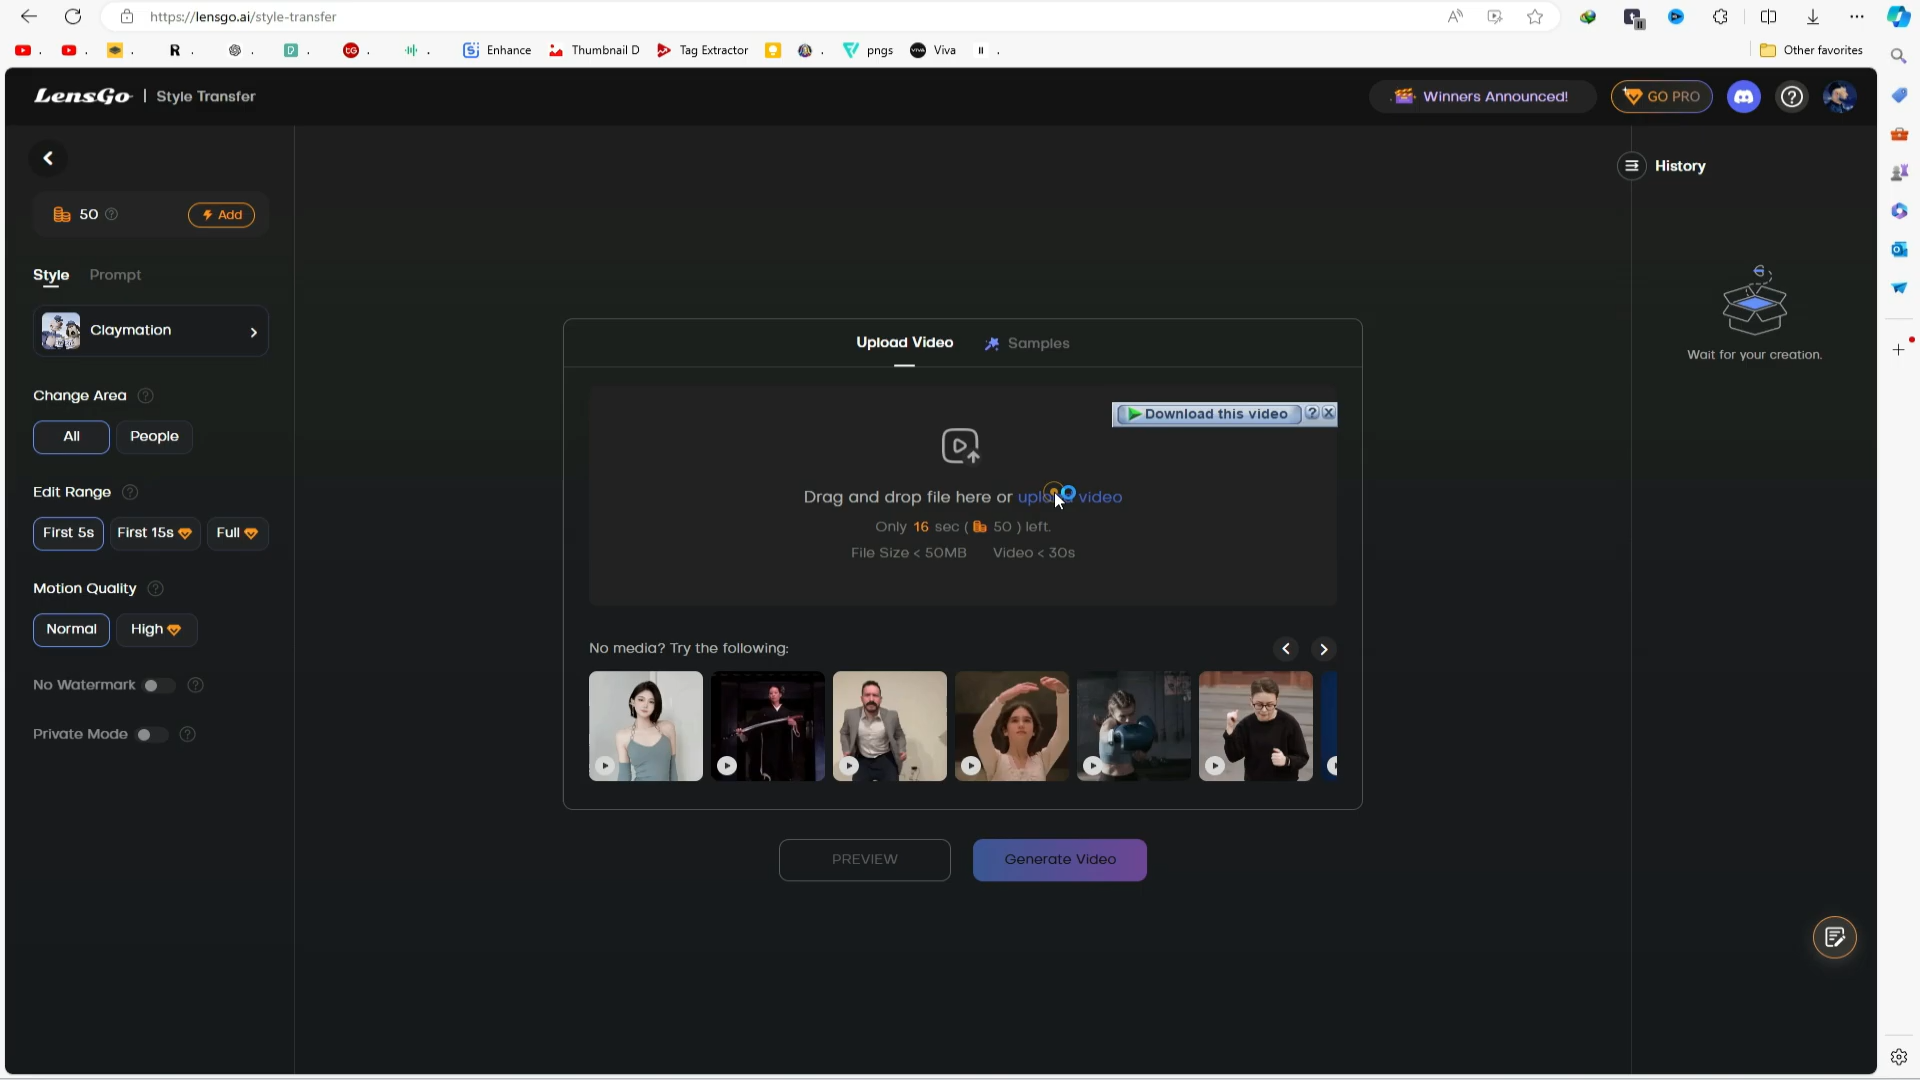 https://lensgo.ai/style-transfer
Enhance
Thumbnail D
Tag Extractor
pngs
Viva
Other favorites
LensGo | Style Transfer
Winners Announced!
GO PRO
History
50
Add
Style Prompt
Claymation
Change Area
All People
Edit Range
First 5s First 15s Full
Motion Quality
Normal High
No Watermark
Private Mode
Upload Video Samples
Download this video
Drag and drop file here or upload video
Only 16 sec ( 50 ) left.
File Size < 50MB Video < 30s
No media? Try the following:
PREVIEW Generate Video
Wait for your creation.